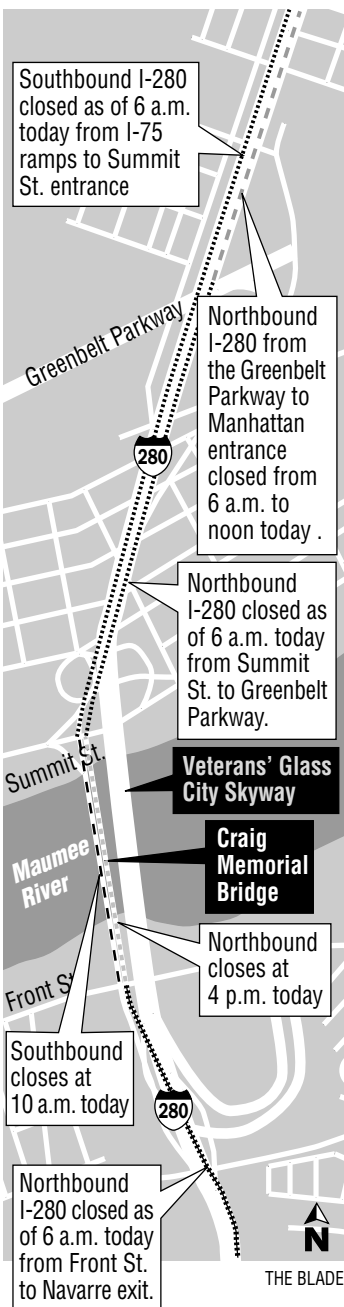 Southbound I-280
closed as of 6 a.m.
today from I-75
ramps to Summit
St. entrance
Greenbelt Parkway
Northbound
I-280 from
the Greenbelt
Parkway to
Manhattan
entrance
closed from
6 a.m. to
noon today .
280
Northbound
I-280 closed as
of 6 a.m. today
from Summit
St. to Greenbelt
Parkway.
Summit St.
Veterans’ Glass
City Skyway
Craig
Memorial
Bridge
Maumee
River
Northbound
closes at
4 p.m. today
Front St.
Southbound
closes at
10 a.m. today
280
Northbound
I-280 closed as
of 6 a.m. today
from Front St.
to Navarre exit.
N
THE BLADE